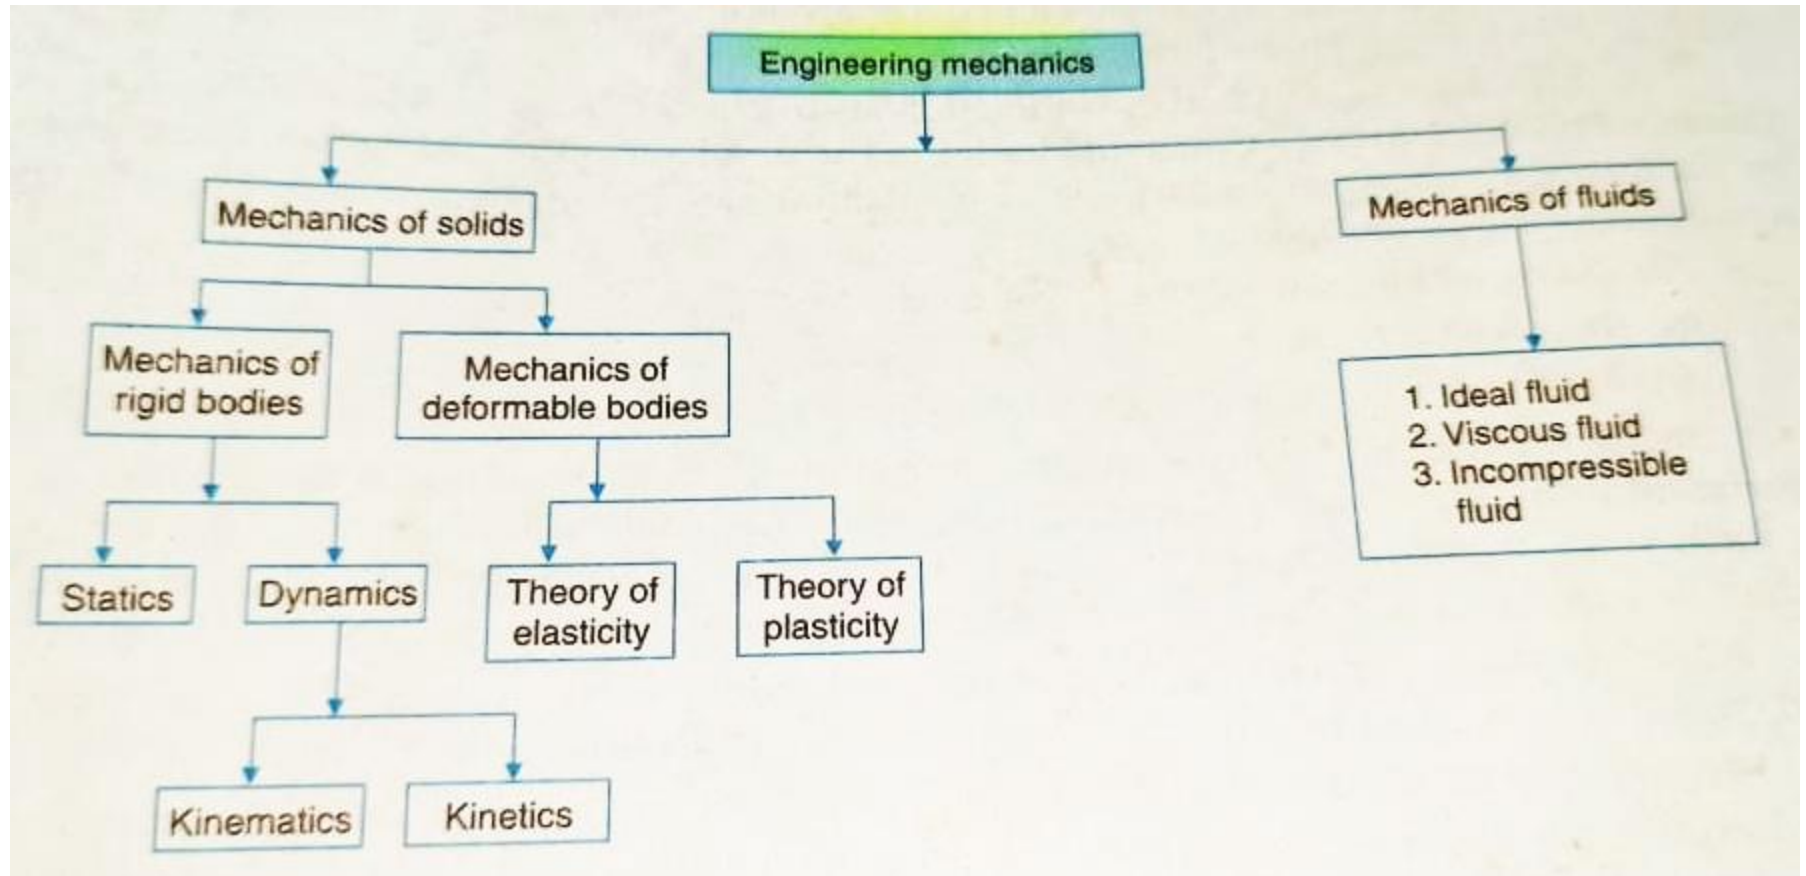 Engineering mechanics
Mechanics of solids
Mechanics of fluids
Mechanics of
rigid bodies
Mechanics of
deformable bodies
1. Ideal fluid
2. Viscous fluid
3. Incompressible
fluid
Statics
Dynamics
Theory of
elasticity
Theory of
plasticity
Kinematics
Kinetics